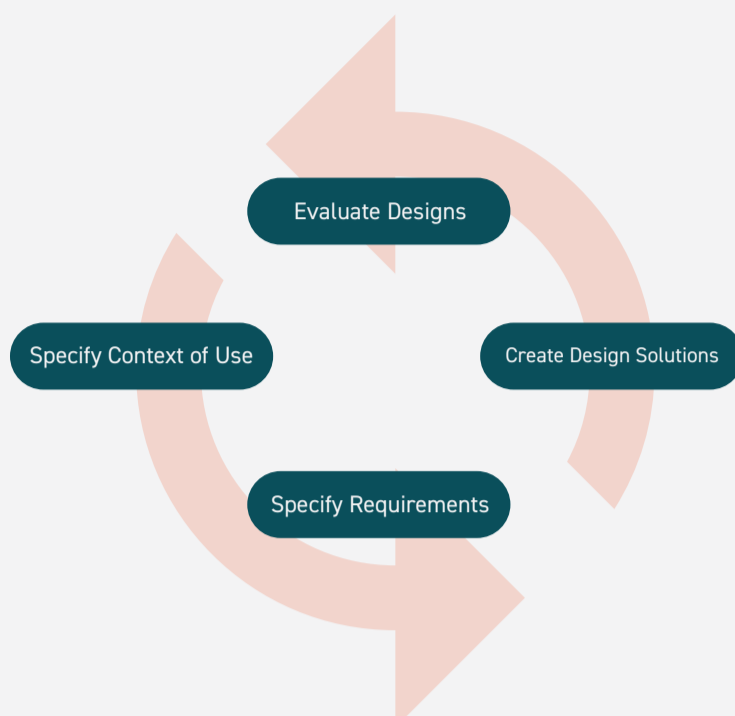 Evaluate Designs
Specify Context of Use
Create Design Solutions
Specify Requirements